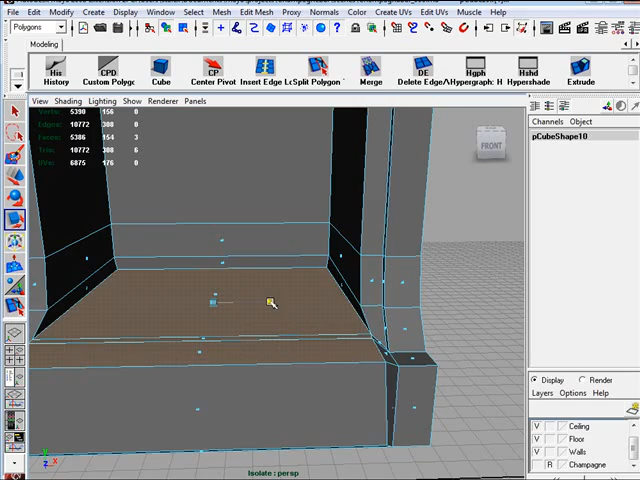 File Edit Modify Create Display Window Assets Select Mesh Edit Mesh Proxy Normals Color Create UVs Edit UVs Muscle Help
Polygons
Modeling
His CPD CP DE Hgph Hshd
History Custom Polyg Cube Center Pivot Insert Edge Lo Split Polygon Merge Delete Edge/ Hypergraph: H Hypershade Extrude
View Shading Lighting Show Renderer Panels
Verts: 5390 156 0
Edges: 10772 308 0
Faces: 5386 154 3
Tris: 10772 308 6
UVs: 6875 176 0
FRONT
Channels Object
pCubeShape10
Display Render
Layers Options Help
V Ceiling
V Floor
V Walls
R Champagne
Isolate : persp